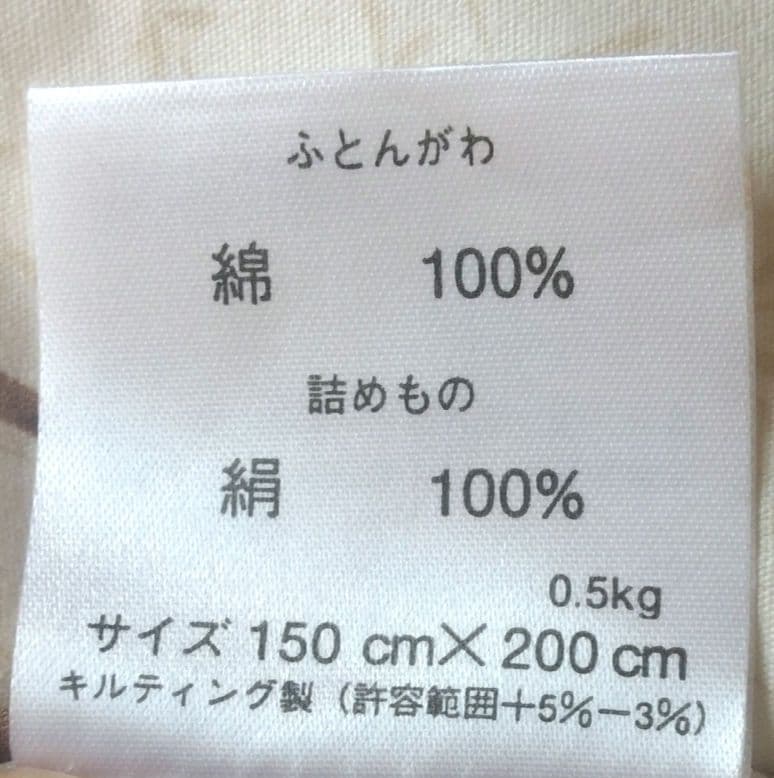 ふとんがわ
綿 100%
詰めもの
絹 100%
0.5kg
サイズ 150 cm×200 cm
キルティング製（許容範囲＋5%－3%）